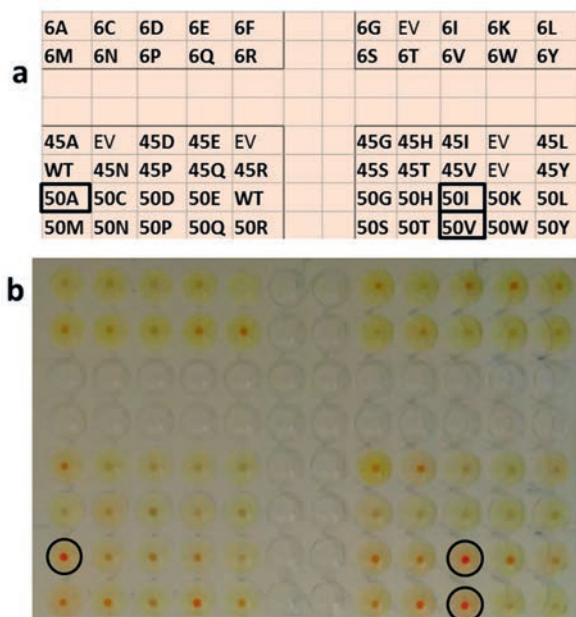 a
6A 6C 6D 6E 6F 6G EV 6I 6K 6L
6M 6N 6P 6Q 6R 6S 6T 6V 6W 6Y
45A EV 45D 45E EV 45G 45H 45I EV 45L
WT 45N 45P 45Q 45R 45S 45T 45V EV 45Y
50A 50C 50D 50E WT 50G 50H 50I 50K 50L
50M 50N 50P 50Q 50R 50S 50T 50V 50W 50Y
b